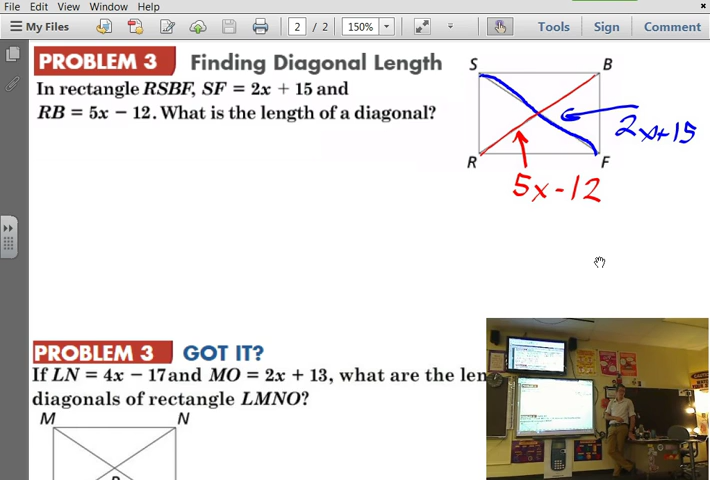 File Edit View Window Help
My Files 2 / 2 150% Tools Sign Comment
PROBLEM 3 Finding Diagonal Length
In rectangle RSBF, SF = 2x + 15 and
RB = 5x − 12. What is the length of a diagonal?
S B
R F
2x+15
5x-12
PROBLEM 3 GOT IT?
If LN = 4x − 17 and MO = 2x + 13, what are the len
diagonals of rectangle LMNO?
M N